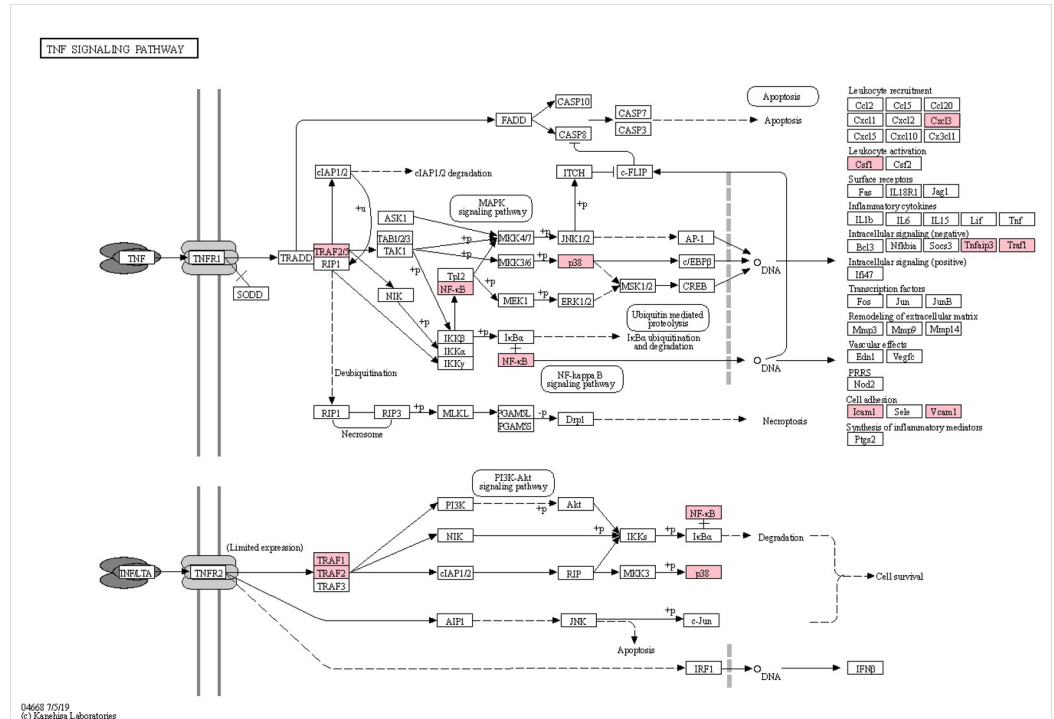 TNF SIGNALING PATHWAY
Apoptosis
CASP10
FADD
CASP7
CASP3
CASP8
Apoptosis
cIAP1/2
cIAP1/2 degradation
ITCH
c-FLIP
+u
MAPK
signaling pathway
+p
ASK1
TAB1/2/3
TAK1
+p
+p
MKK4/7
+p
JNK1/2
AP-1
TNF
TNFR1
SODD
TRADD
TRAF2/5
RIP1
MKK3/6
+p
p38
c/EBPβ
DNA
Tpl2
NF-κB
+p
MEK1
+p
ERK1/2
MSK1/2
CREB
NIK
+p
+p
IKKβ
IKKα
IKKγ
+p
IκBα
Ubiquitin mediated
proteolysis
IκBα ubiquitination
and degradation
NF-κB
NF-kappa B
signaling pathway
DNA
Deubiquitination
RIP1
RIP3
+p
MLKL
PGAM5L
PGAM5S
-p
Drp1
Necroptosis
Necrosome
Leukocyte recruitment
Ccl2 Ccl5 Ccl20
Cxcl1 Cxcl2 Cxcl3
Cxcl5 Cxcl10 Cx3cl1
Leukocyte activation
Csf1 Csf2
Surface receptors
Fas IL18R1 Jag1
Inflammatory cytokines
IL1b IL6 IL15 Lif Tnf
Intracellular signaling (negative)
Bcl3 Nfkbia Socs3 Tnfaip3 Traf1
Intracellular signaling (positive)
Ifi47
Transcription factors
Fos Jun JunB
Remodeling of extracellular matrix
Mmp3 Mmp9 Mmp14
Vascular effects
Edn1 Vegfc
PRRS
Nod2
Cell adhesion
Icam1 Sele Vcam1
Synthesis of inflammatory mediators
Ptgs2
PI3K-Akt
signaling pathway
PI3K
+p
Akt
NF-κB
(Limited expression)
NIK
+p
IKKs
+p
IκBα
Degradation
TNF/LTA
TNFR2
TRAF1
TRAF2
TRAF3
cIAP1/2
RIP
MKK3
+p
p38
Cell survival
AIP1
JNK
+p
c-Jun
Apoptosis
IRF1
DNA
IFNβ
04668 7/5/19
(c) Kanehisa Laboratories